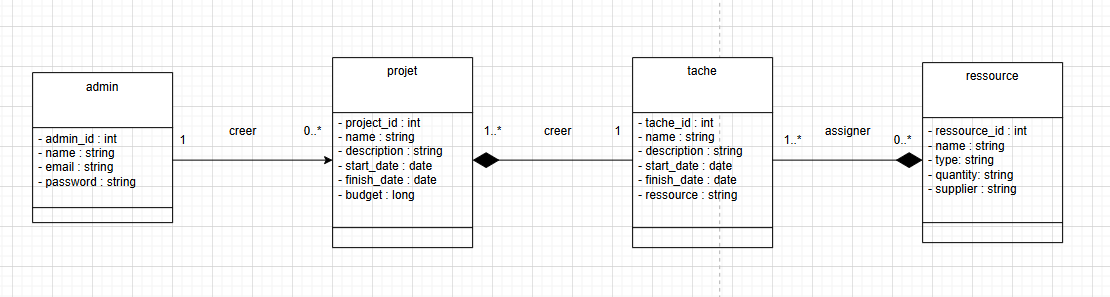 admin
- admin_id : int
- name : string
- email : string
- password : string
1
creer
0..*
projet
- project_id : int
- name : string
- description : string
- start_date : date
- finish_date : date
- budget : long
1..*
creer
1
tache
- tache_id : int
- name : string
- description : string
- start_date : date
- finish_date : date
- ressource : string
1..*
assigner
0..*
ressource
- ressource_id : int
- name : string
- type: string
- quantity: string
- supplier : string